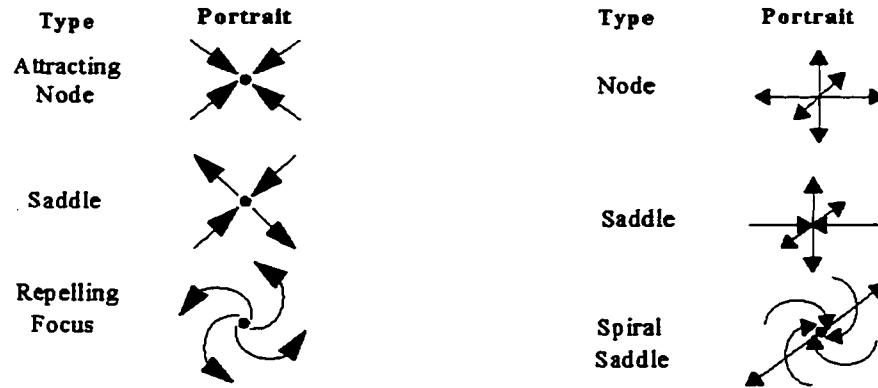 Type Portrait
Attracting
Node
Saddle
Repelling
Focus
Type Portrait
Node
Saddle
Spiral
Saddle